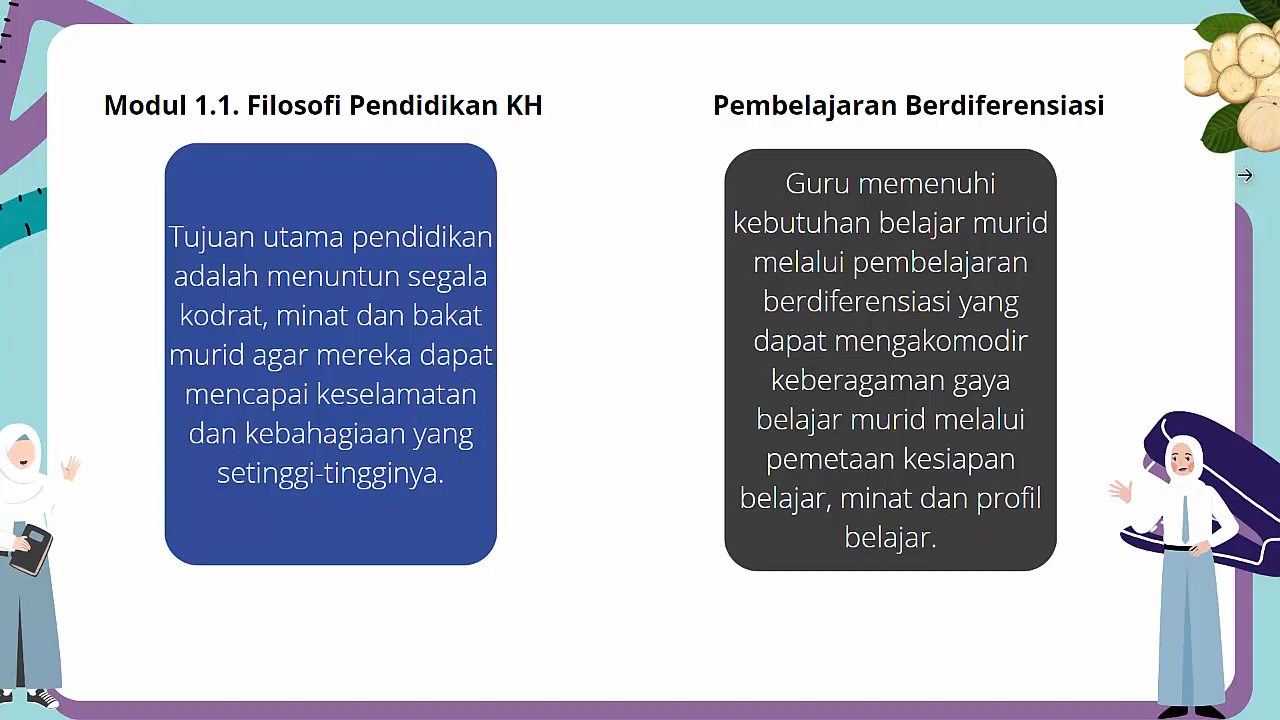 Modul 1.1. Filosofi Pendidikan KH
Tujuan utama pendidikan
adalah menuntun segala
kodrat, minat dan bakat
murid agar mereka dapat
mencapai keselamatan
dan kebahagiaan yang
setinggi-tingginya.
Pembelajaran Berdiferensiasi
Guru memenuhi
kebutuhan belajar murid
melalui pembelajaran
berdiferensiasi yang
dapat mengakomodir
keberagaman gaya
belajar murid melalui
pemetaan kesiapan
belajar, minat dan profil
belajar.